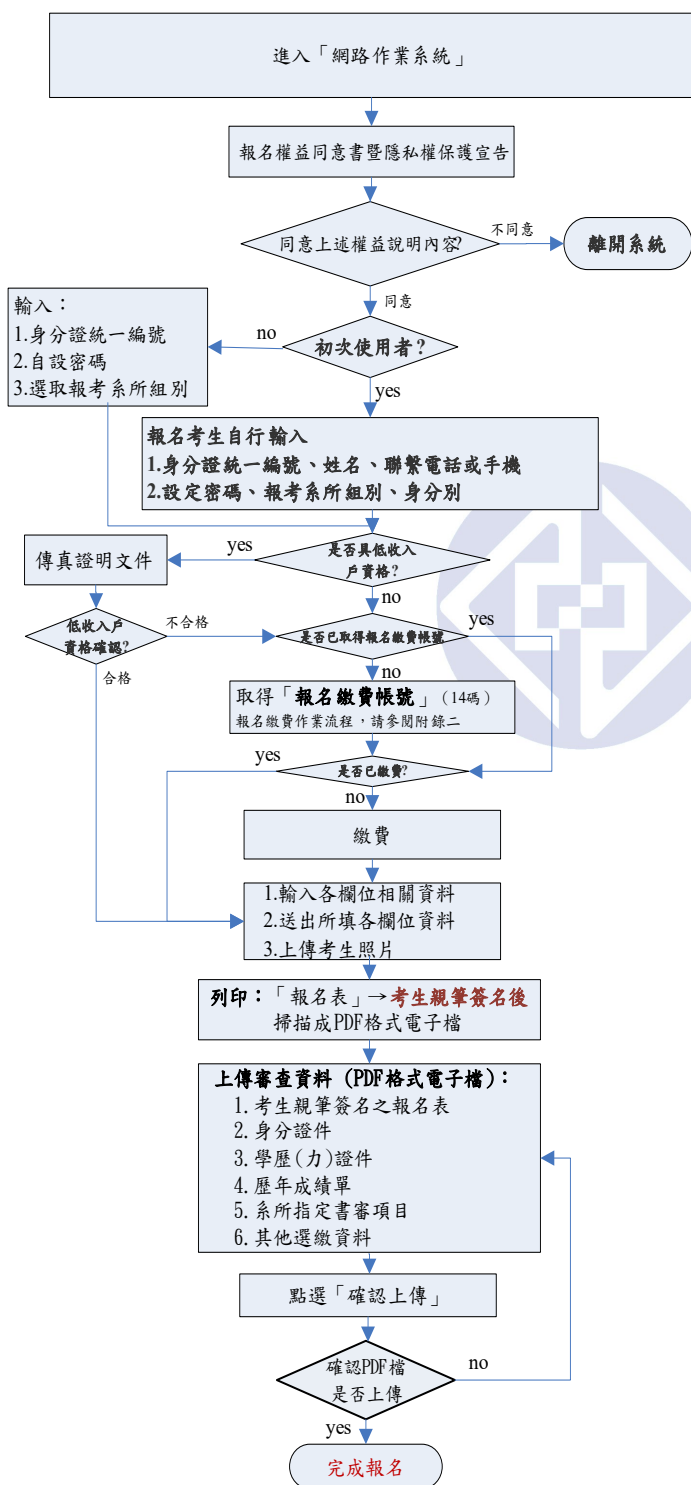 進入「網路作業系統」
報名權益同意書暨隱私權保護宣告
同意上述權益說明內容?
不同意
離開系統
同意
輸入：
1.身分證統一編號
2.自設密碼
3.選取報考系所組別
no
初次使用者？
yes
報名考生自行輸入
1.身分證統一編號、姓名、聯繫電話或手機
2.設定密碼、報考系所組別、身分別
傳真證明文件
yes
是否具低收入
戶資格?
no
低收入戶
資格確認?
不合格
是否已取得報名繳費帳號
yes
合格
no
取得「報名繳費帳號」（14碼）
報名繳費作業流程，請參閱附錄二
yes
是否已繳費?
no
繳費
1.輸入各欄位相關資料
2.送出所填各欄位資料
3.上傳考生照片
列印：「報名表」→考生親筆簽名後
掃描成PDF格式電子檔
上傳審查資料 (PDF格式電子檔)：
1.考生親筆簽名之報名表
2.身分證件
3.學歷(力)證件
4.歷年成績單
5.系所指定書審項目
6.其他選繳資料
點選「確認上傳」
確認PDF檔
是否上傳
no
yes
完成報名